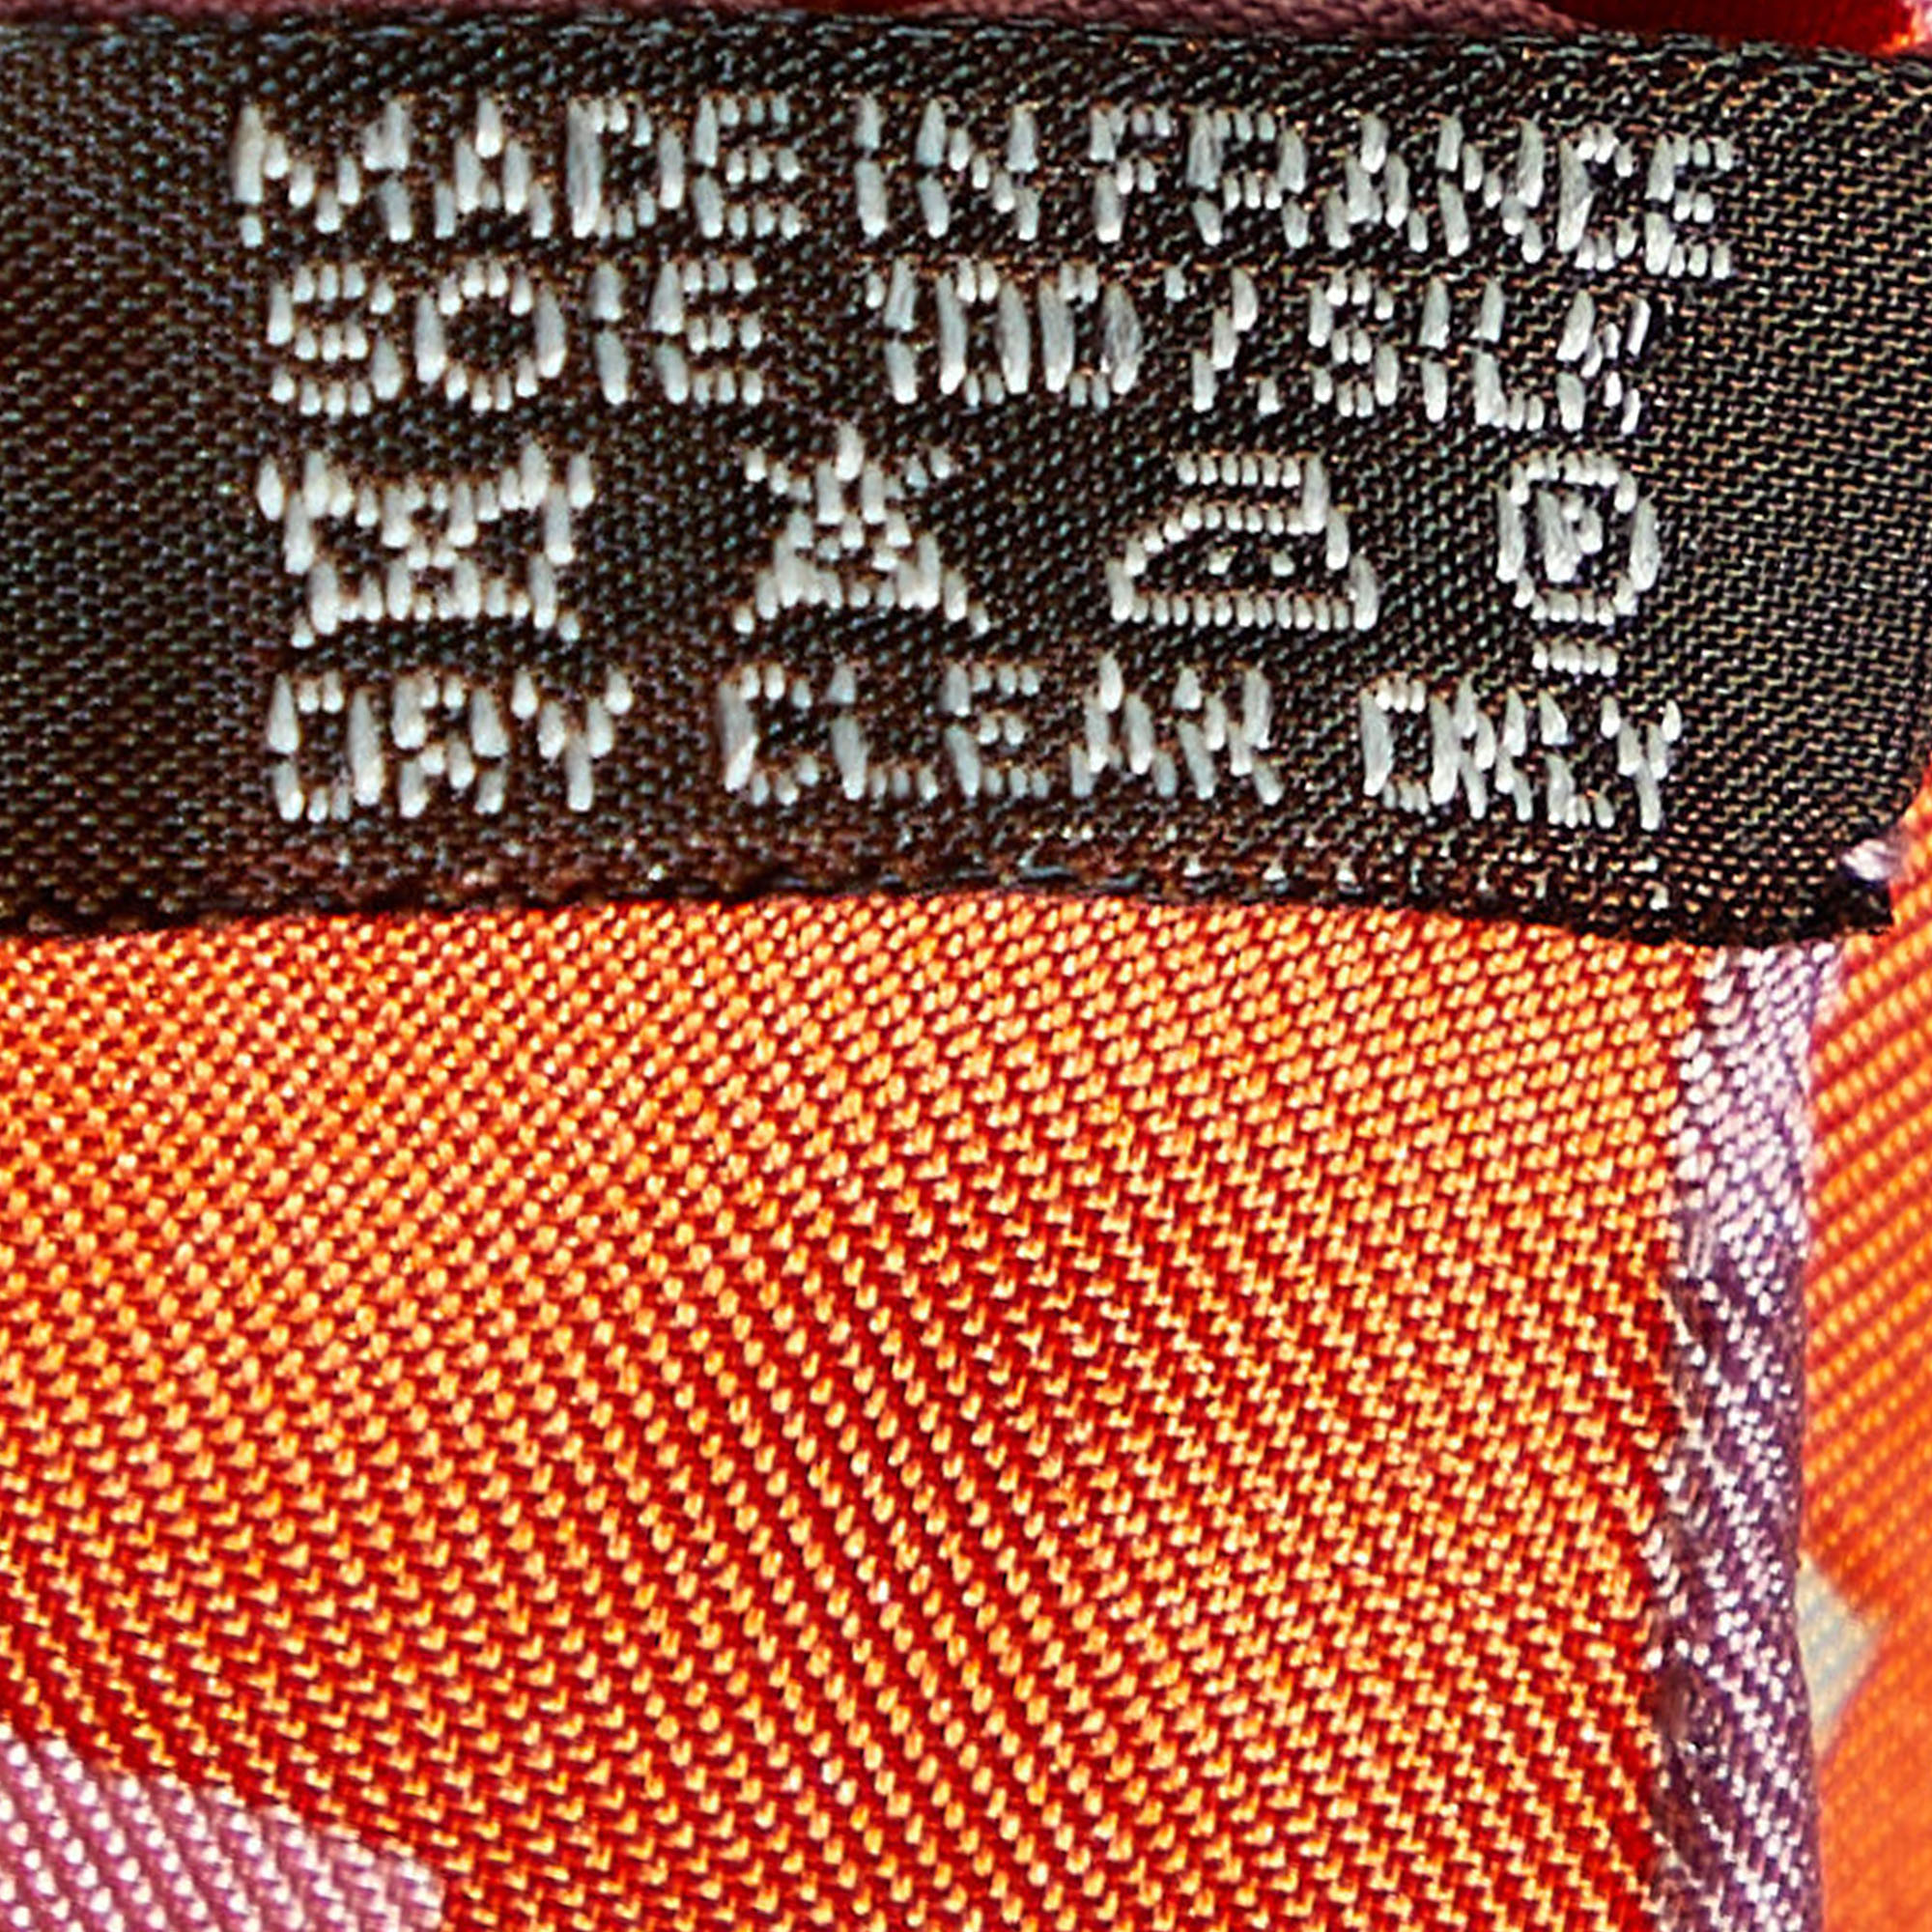 MADE IN FRANCE
SOIE 100% SILK
P
DRY CLEAN ONLY